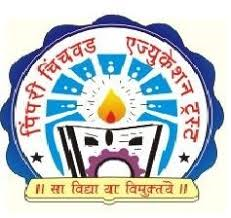 पिंपरी चिंचवड एज्युकेशन ट्रस्ट
॥ सा विद्या या विमुक्तये ॥